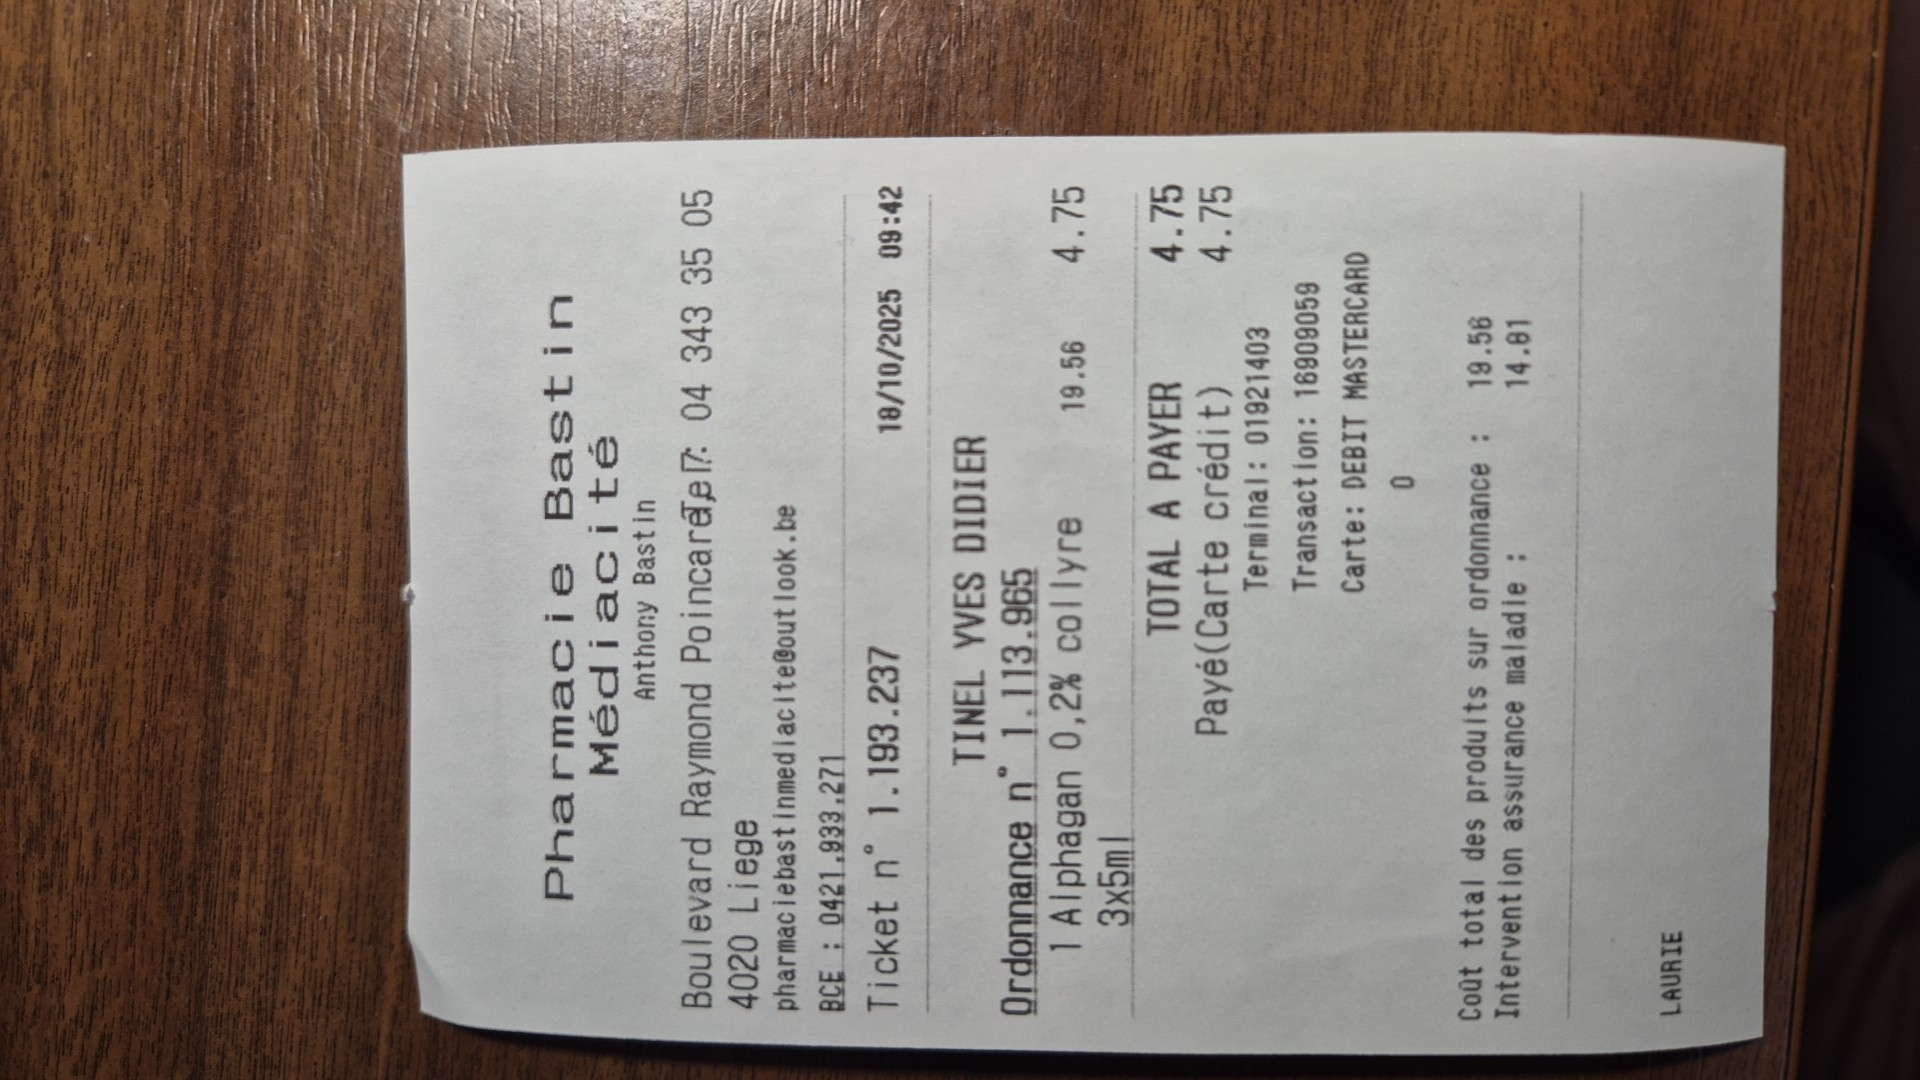 Pharmacie Bastin
Médiacité
Anthony Bastin
Boulevard Raymond Poincaré, 7 Tel: 04 343 35 05
4020 Liege
pharmaciebastinmediacite@outlook.be
BCE : 0421.933.271
Ticket n° 1.193.237 18/10/2025 09:42
TINEL YVES DIDIER
Ordonnance n° 1.113.965
1 Alphagan 0,2% collyre 19.56 4.75
3x5ml
TOTAL A PAYER 4.75
Payé(Carte crédit) 4.75
Terminal: 01921403
Transaction: 16909059
Carte: DEBIT MASTERCARD
0
Coût total des produits sur ordonnance : 19.56
Intervention assurance maladie : 14.81
LAURIE